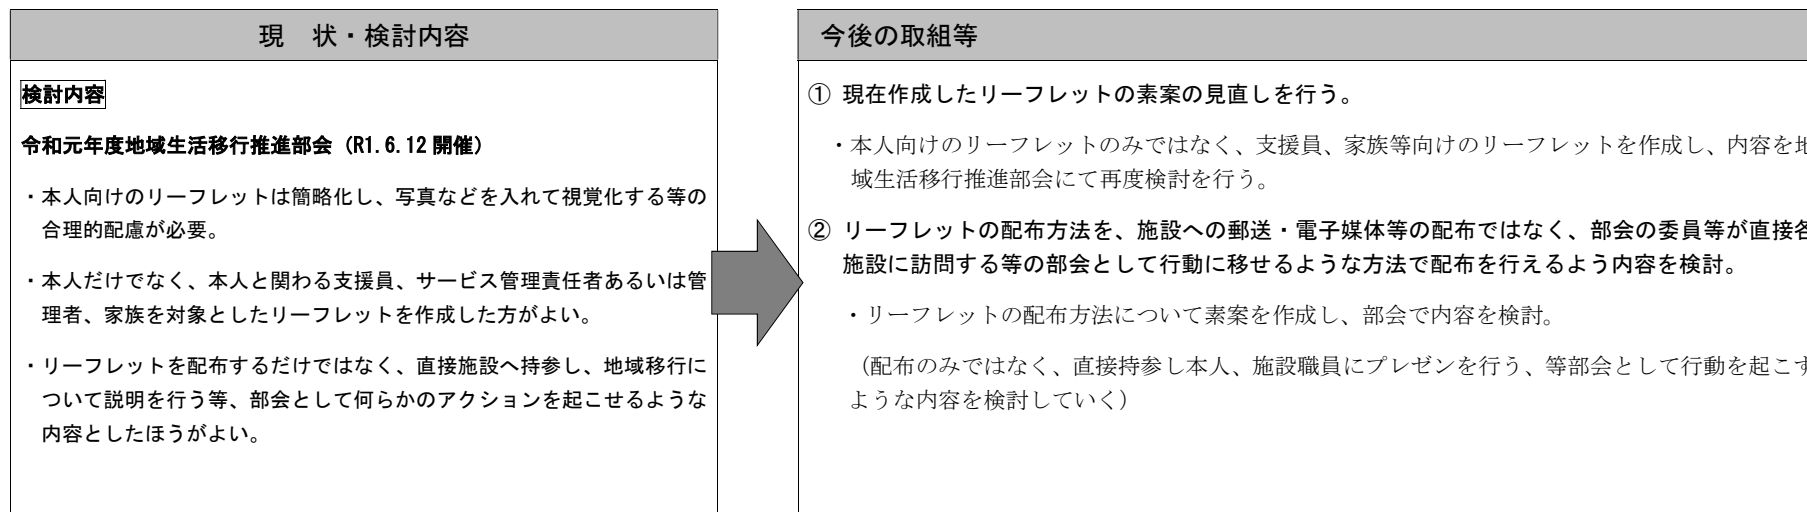 現　状・検討内容
検討内容
令和元年度地域生活移行推進部会（R1.6.12 開催）
・本人向けのリーフレットは簡略化し、写真などを入れて視覚化する等の
合理的配慮が必要。
・本人だけでなく、本人と関わる支援員、サービス管理責任者あるいは管
理者、家族を対象としたリーフレットを作成した方がよい。
・リーフレットを配布するだけではなく、直接施設へ持参し、地域移行に
ついて説明を行う等、部会として何らかのアクションを起こせるような
内容としたほうがよい。
今後の取組等
① 現在作成したリーフレットの素案の見直しを行う。
・本人向けのリーフレットのみではなく、支援員、家族等向けのリーフレットを作成し、内容を地
域生活移行推進部会にて再度検討を行う。
② リーフレットの配布方法を、施設への郵送・電子媒体等の配布ではなく、部会の委員等が直接各
施設に訪問する等の部会として行動に移せるような方法で配布を行えるよう内容を検討。
・リーフレットの配布方法について素案を作成し、部会で内容を検討。
（配布のみではなく、直接持参し本人、施設職員にプレゼンを行う、等部会として行動を起こす
ような内容を検討していく）